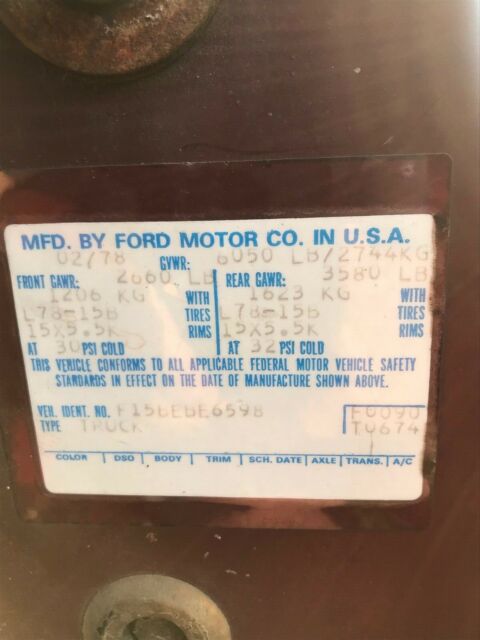 MFD. BY FORD MOTOR CO. IN U.S.A.
02/78 GVWR: 6050 LB/2744KG
FRONT GAWR: 2660 LB REAR GAWR: 3580 LB
1206 KG WITH 1623 KG WITH
L78-15B TIRES L78-15B TIRES
15X5.5K RIMS 15X5.5K RIMS
AT 30 PSI COLD AT 32 PSI COLD
THIS VEHICLE CONFORMS TO ALL APPLICABLE FEDERAL MOTOR VEHICLE SAFETY
STANDARDS IN EFFECT ON THE DATE OF MANUFACTURE SHOWN ABOVE.
VEH. IDENT. NO. F15BEBE6598 F0090
TYPE TRUCK T0674
COLOR DSO BODY TRIM SCH. DATE AXLE TRANS. A/C